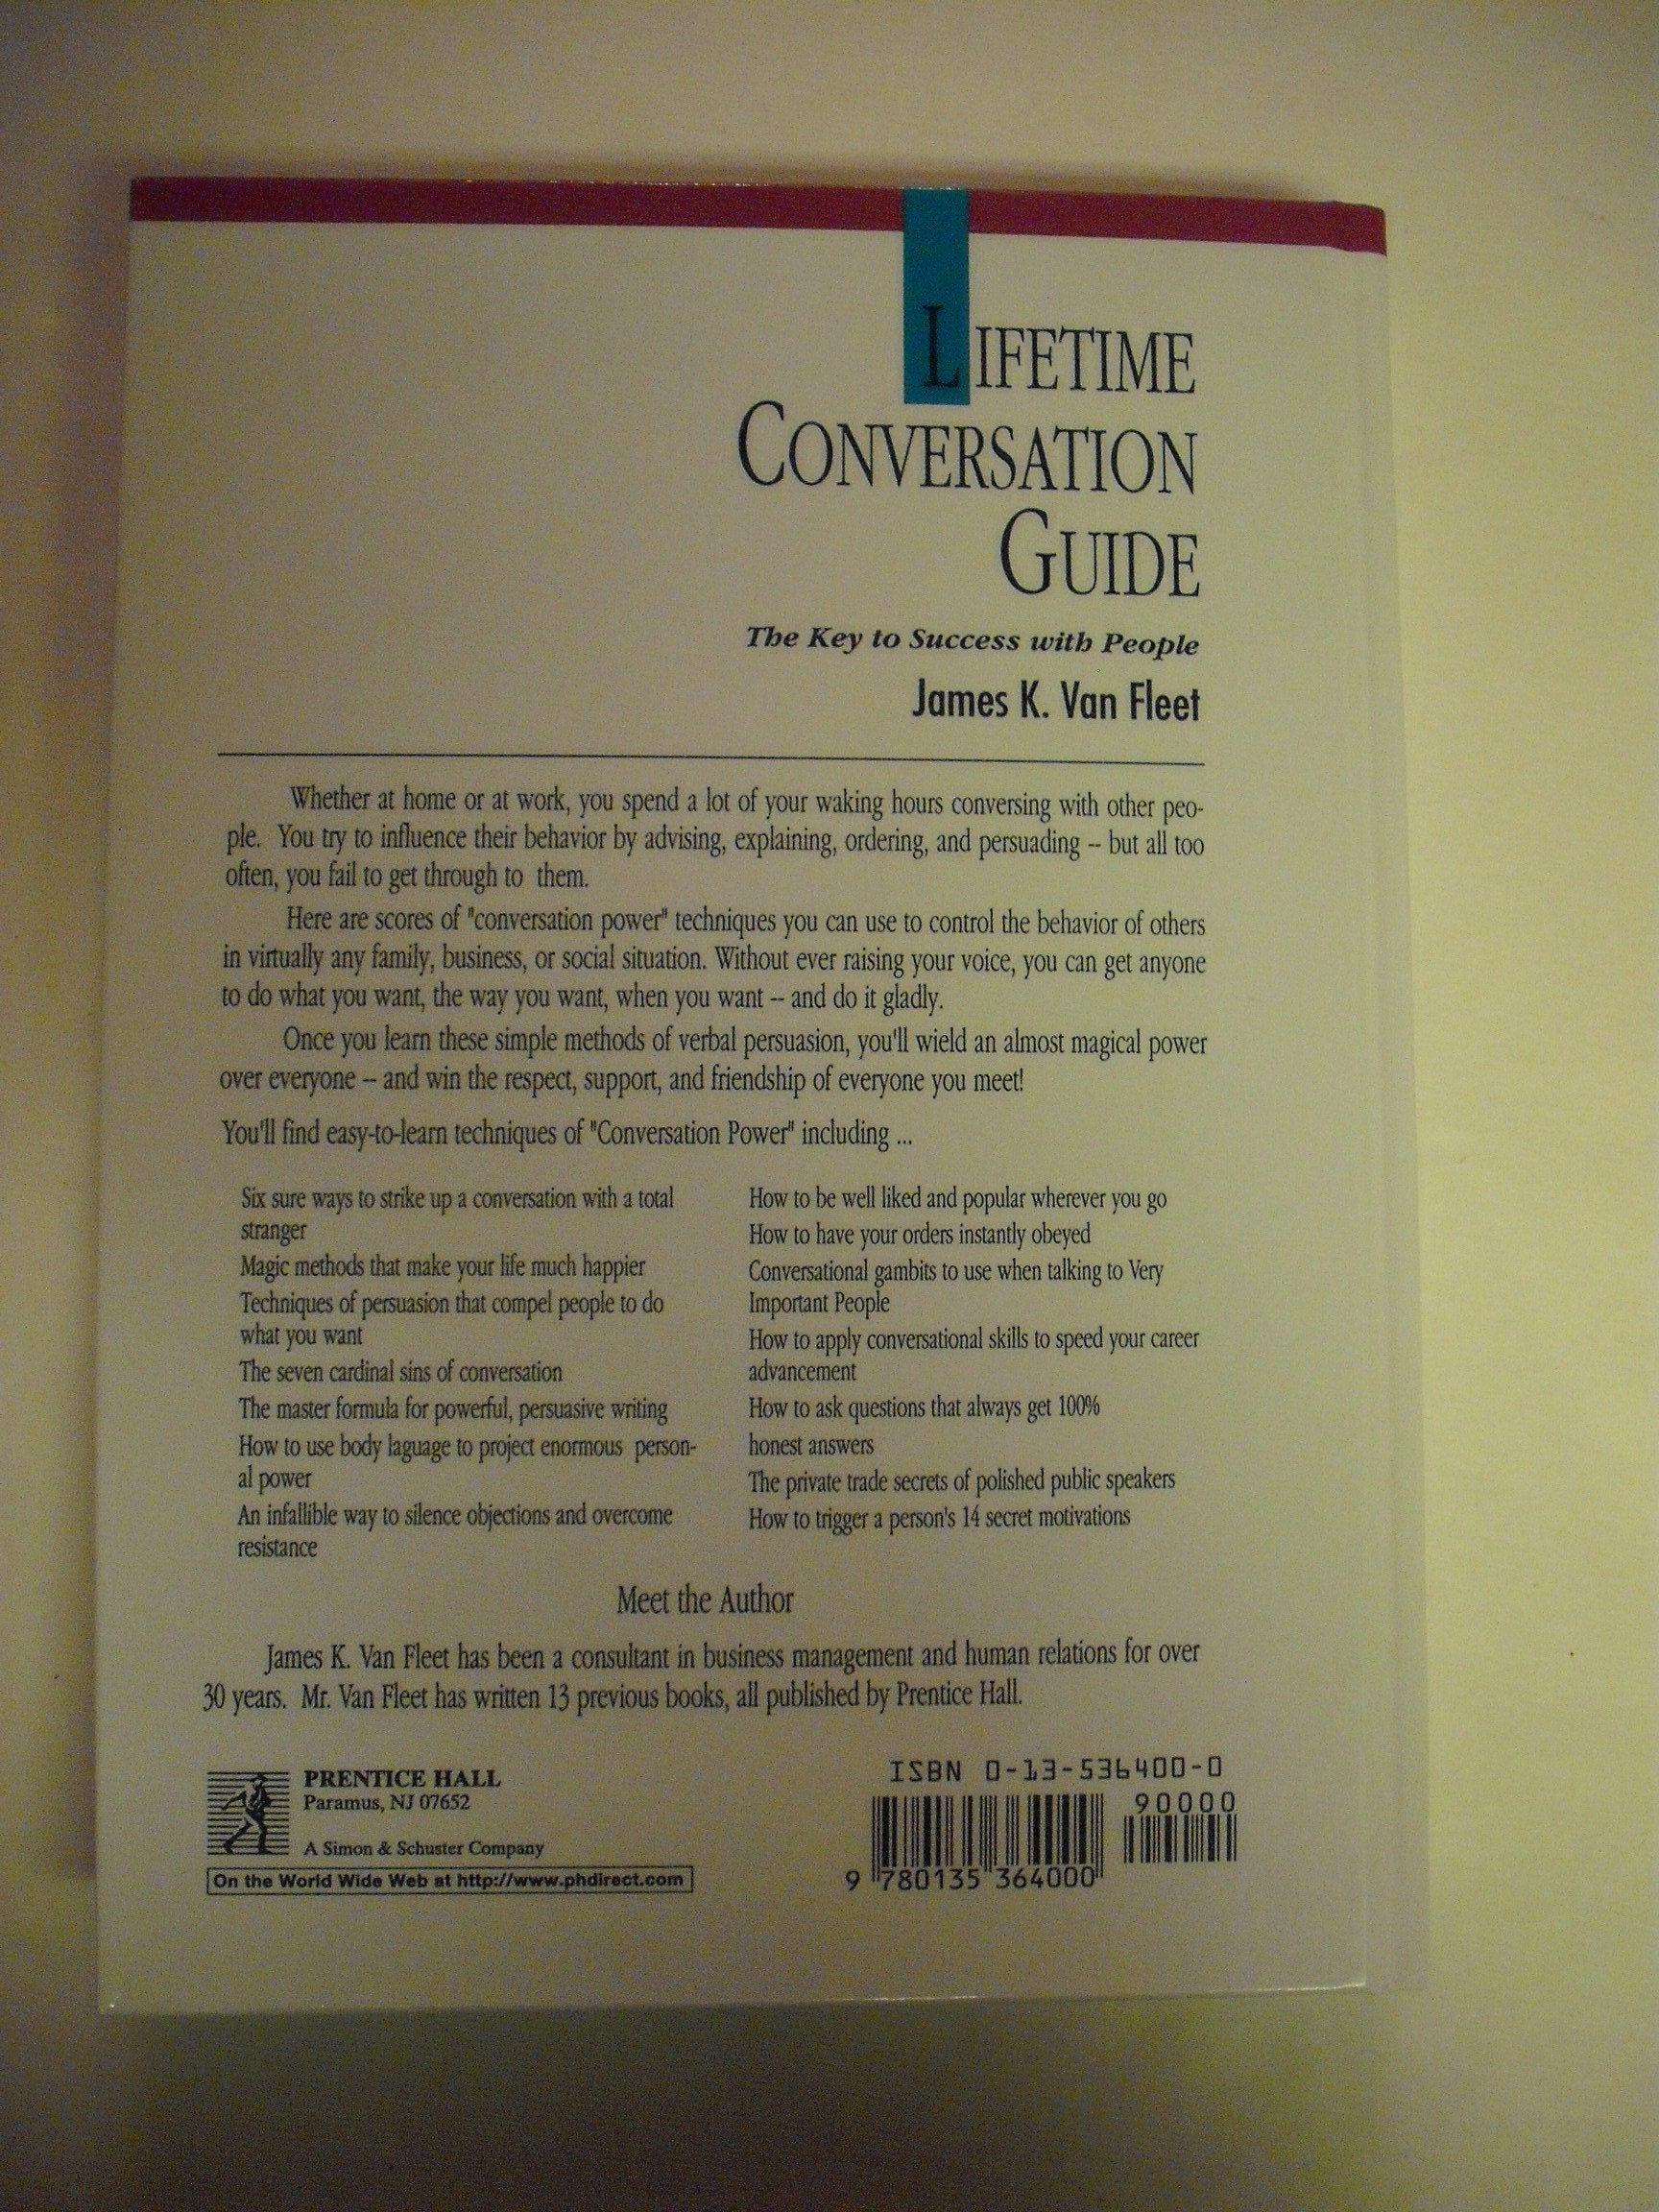 LIFETIME
CONVERSATION
GUIDE
The Key to Success with People
James K. Van Fleet
Whether at home or at work, you spend a lot of your waking hours conversing with other peo-
ple. You try to influence their behavior by advising, explaining, ordering, and persuading -- but all too
often, you fail to get through to them.
Here are scores of "conversation power" techniques you can use to control the behavior of others
in virtually any family, business, or social situation. Without ever raising your voice, you can get anyone
to do what you want, the way you want, when you want -- and do it gladly.
Once you learn these simple methods of verbal persuasion, you'll wield an almost magical power
over everyone -- and win the respect, support, and friendship of everyone you meet!
You'll find easy-to-learn techniques of "Conversation Power" including ...
Six sure ways to strike up a conversation with a total
stranger
Magic methods that make your life much happier
Techniques of persuasion that compel people to do
what you want
The seven cardinal sins of conversation
The master formula for powerful, persuasive writing
How to use body laguage to project enormous person-
al power
An infallible way to silence objections and overcome
resistance
How to be well liked and popular wherever you go
How to have your orders instantly obeyed
Conversational gambits to use when talking to Very
Important People
How to apply conversational skills to speed your career
advancement
How to ask questions that always get 100%
honest answers
The private trade secrets of polished public speakers
How to trigger a person's 14 secret motivations
Meet the Author
James K. Van Fleet has been a consultant in business management and human relations for over
30 years. Mr. Van Fleet has written 13 previous books, all published by Prentice Hall.
PRENTICE HALL
Paramus, NJ 07652
A Simon & Schuster Company
On the World Wide Web at http://www.phdirect.com
ISBN 0-13-536400-0
90000
9 780135 364000